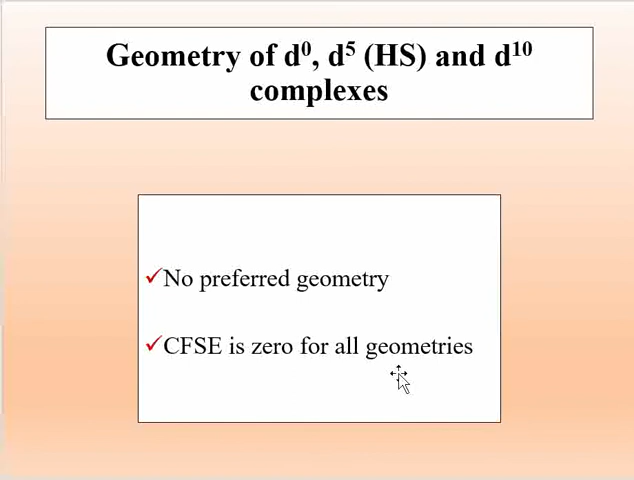 Geometry of d⁰, d⁵ (HS) and d¹⁰
complexes
✓No preferred geometry
✓CFSE is zero for all geometries